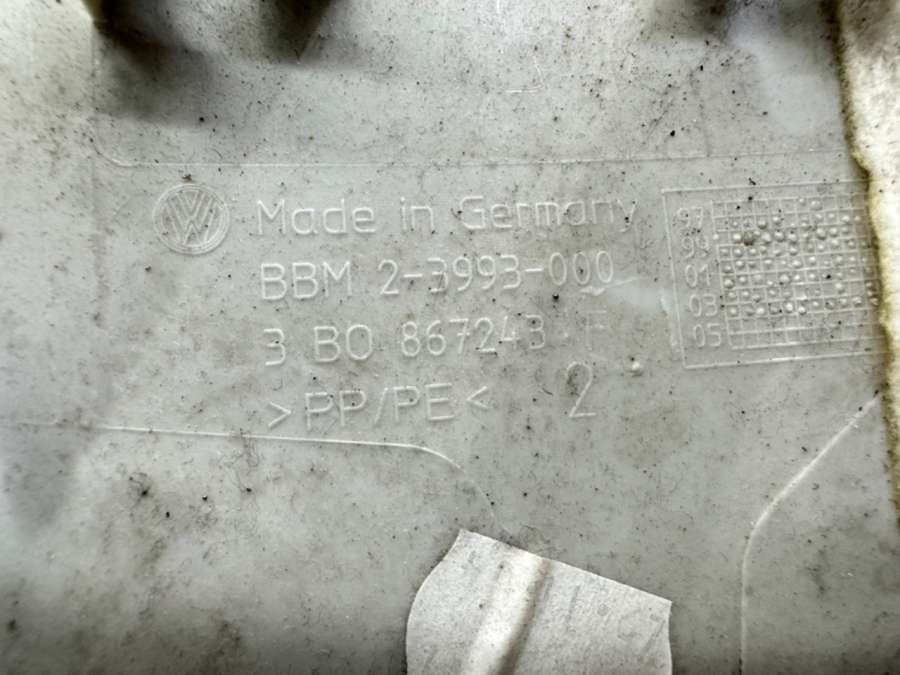 Made in Germany
BBM 2-3993-000
3 B0 867243 F
>PP/PE< 2
97
99
01
03
05